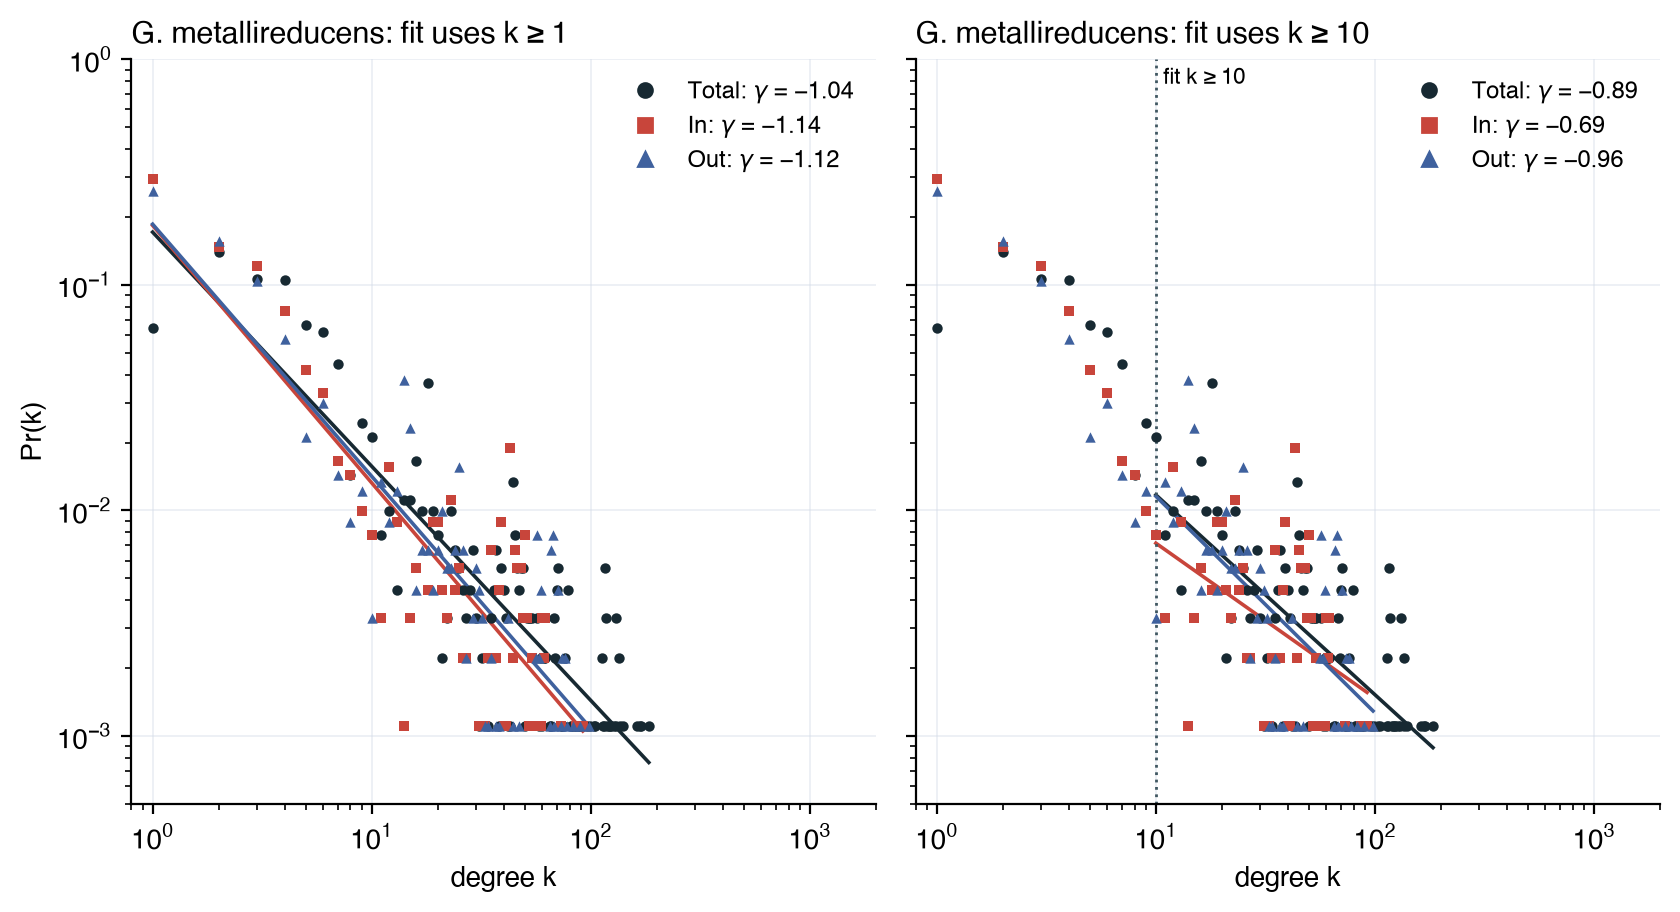 G. metallireducens: fit uses k ≥ 1
10⁰
10⁻¹
10⁻²
10⁻³
Pr(k)
Total: γ = −1.04
In: γ = −1.14
Out: γ = −1.12
10⁰ 10¹ 10² 10³
degree k
G. metallireducens: fit uses k ≥ 10
fit k ≥ 10
Total: γ = −0.89
In: γ = −0.69
Out: γ = −0.96
10⁰ 10¹ 10² 10³
degree k